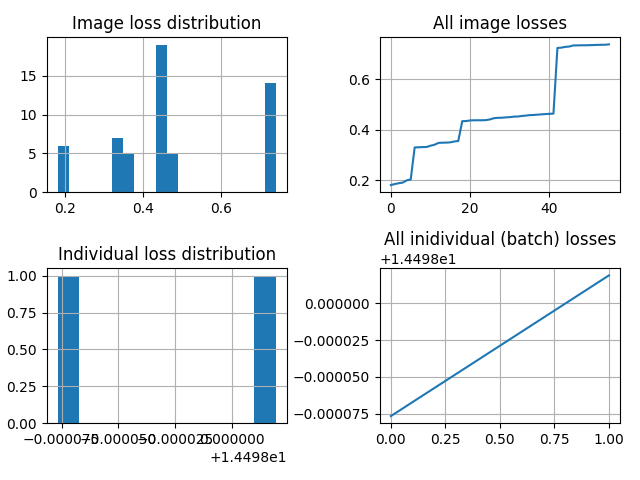 Image loss distribution
All image losses
15
10
5
0
0.2 0.4 0.6
0.6
0.4
0.2
0 20 40
Individual loss distribution
All inidividual (batch) losses
1.00
0.75
0.50
0.25
0.00
−0.000075 −0.000050 −0.000025 0.000000
+1.4498e1
+1.4498e1
0.000000
−0.000025
−0.000050
−0.000075
0.00 0.25 0.50 0.75 1.00